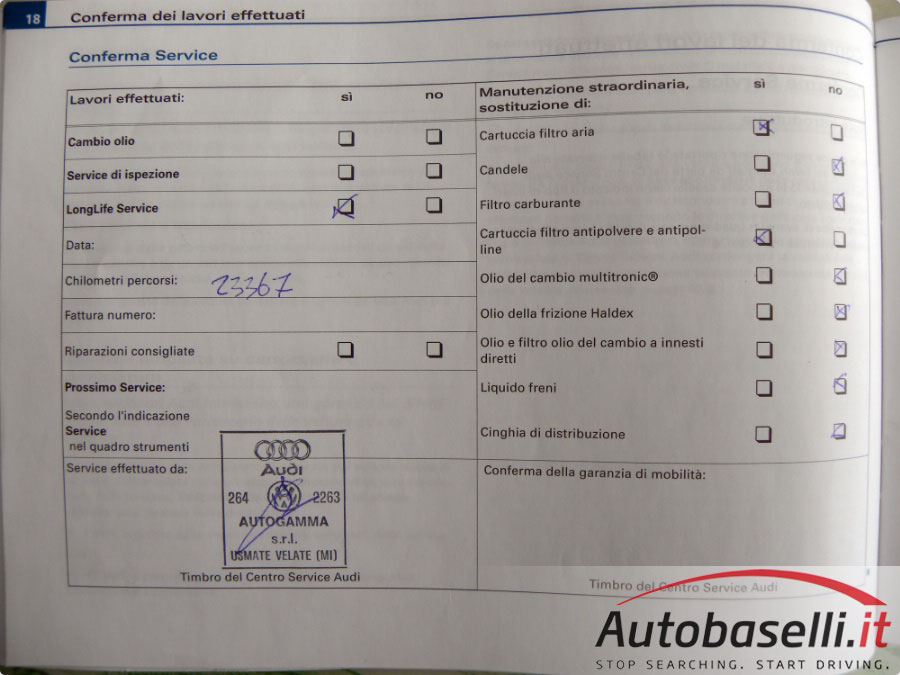 18
Conferma dei lavori effettuati
Conferma Service
Lavori effettuati:
sì
no
Cambio olio
Service di ispezione
LongLife Service
Data:
Chilometri percorsi: 23367
Fattura numero:
Riparazioni consigliate
Prossimo Service:
Secondo l'indicazione
Service
nel quadro strumenti
Service effettuato da:
Audi
264 2263
AUTOGAMMA
s.r.l.
USMATE VELATE (MI)
Timbro del Centro Service Audi
Manutenzione straordinaria,
sostituzione di:
sì
no
Cartuccia filtro aria
Candele
Filtro carburante
Cartuccia filtro antipolvere e antipol-
line
Olio del cambio multitronic®
Olio della frizione Haldex
Olio e filtro olio del cambio a innesti
diretti
Liquido freni
Cinghia di distribuzione
Conferma della garanzia di mobilità:
Timbro del Centro Service Audi
Autobaselli.it
STOP SEARCHING. START DRIVING.